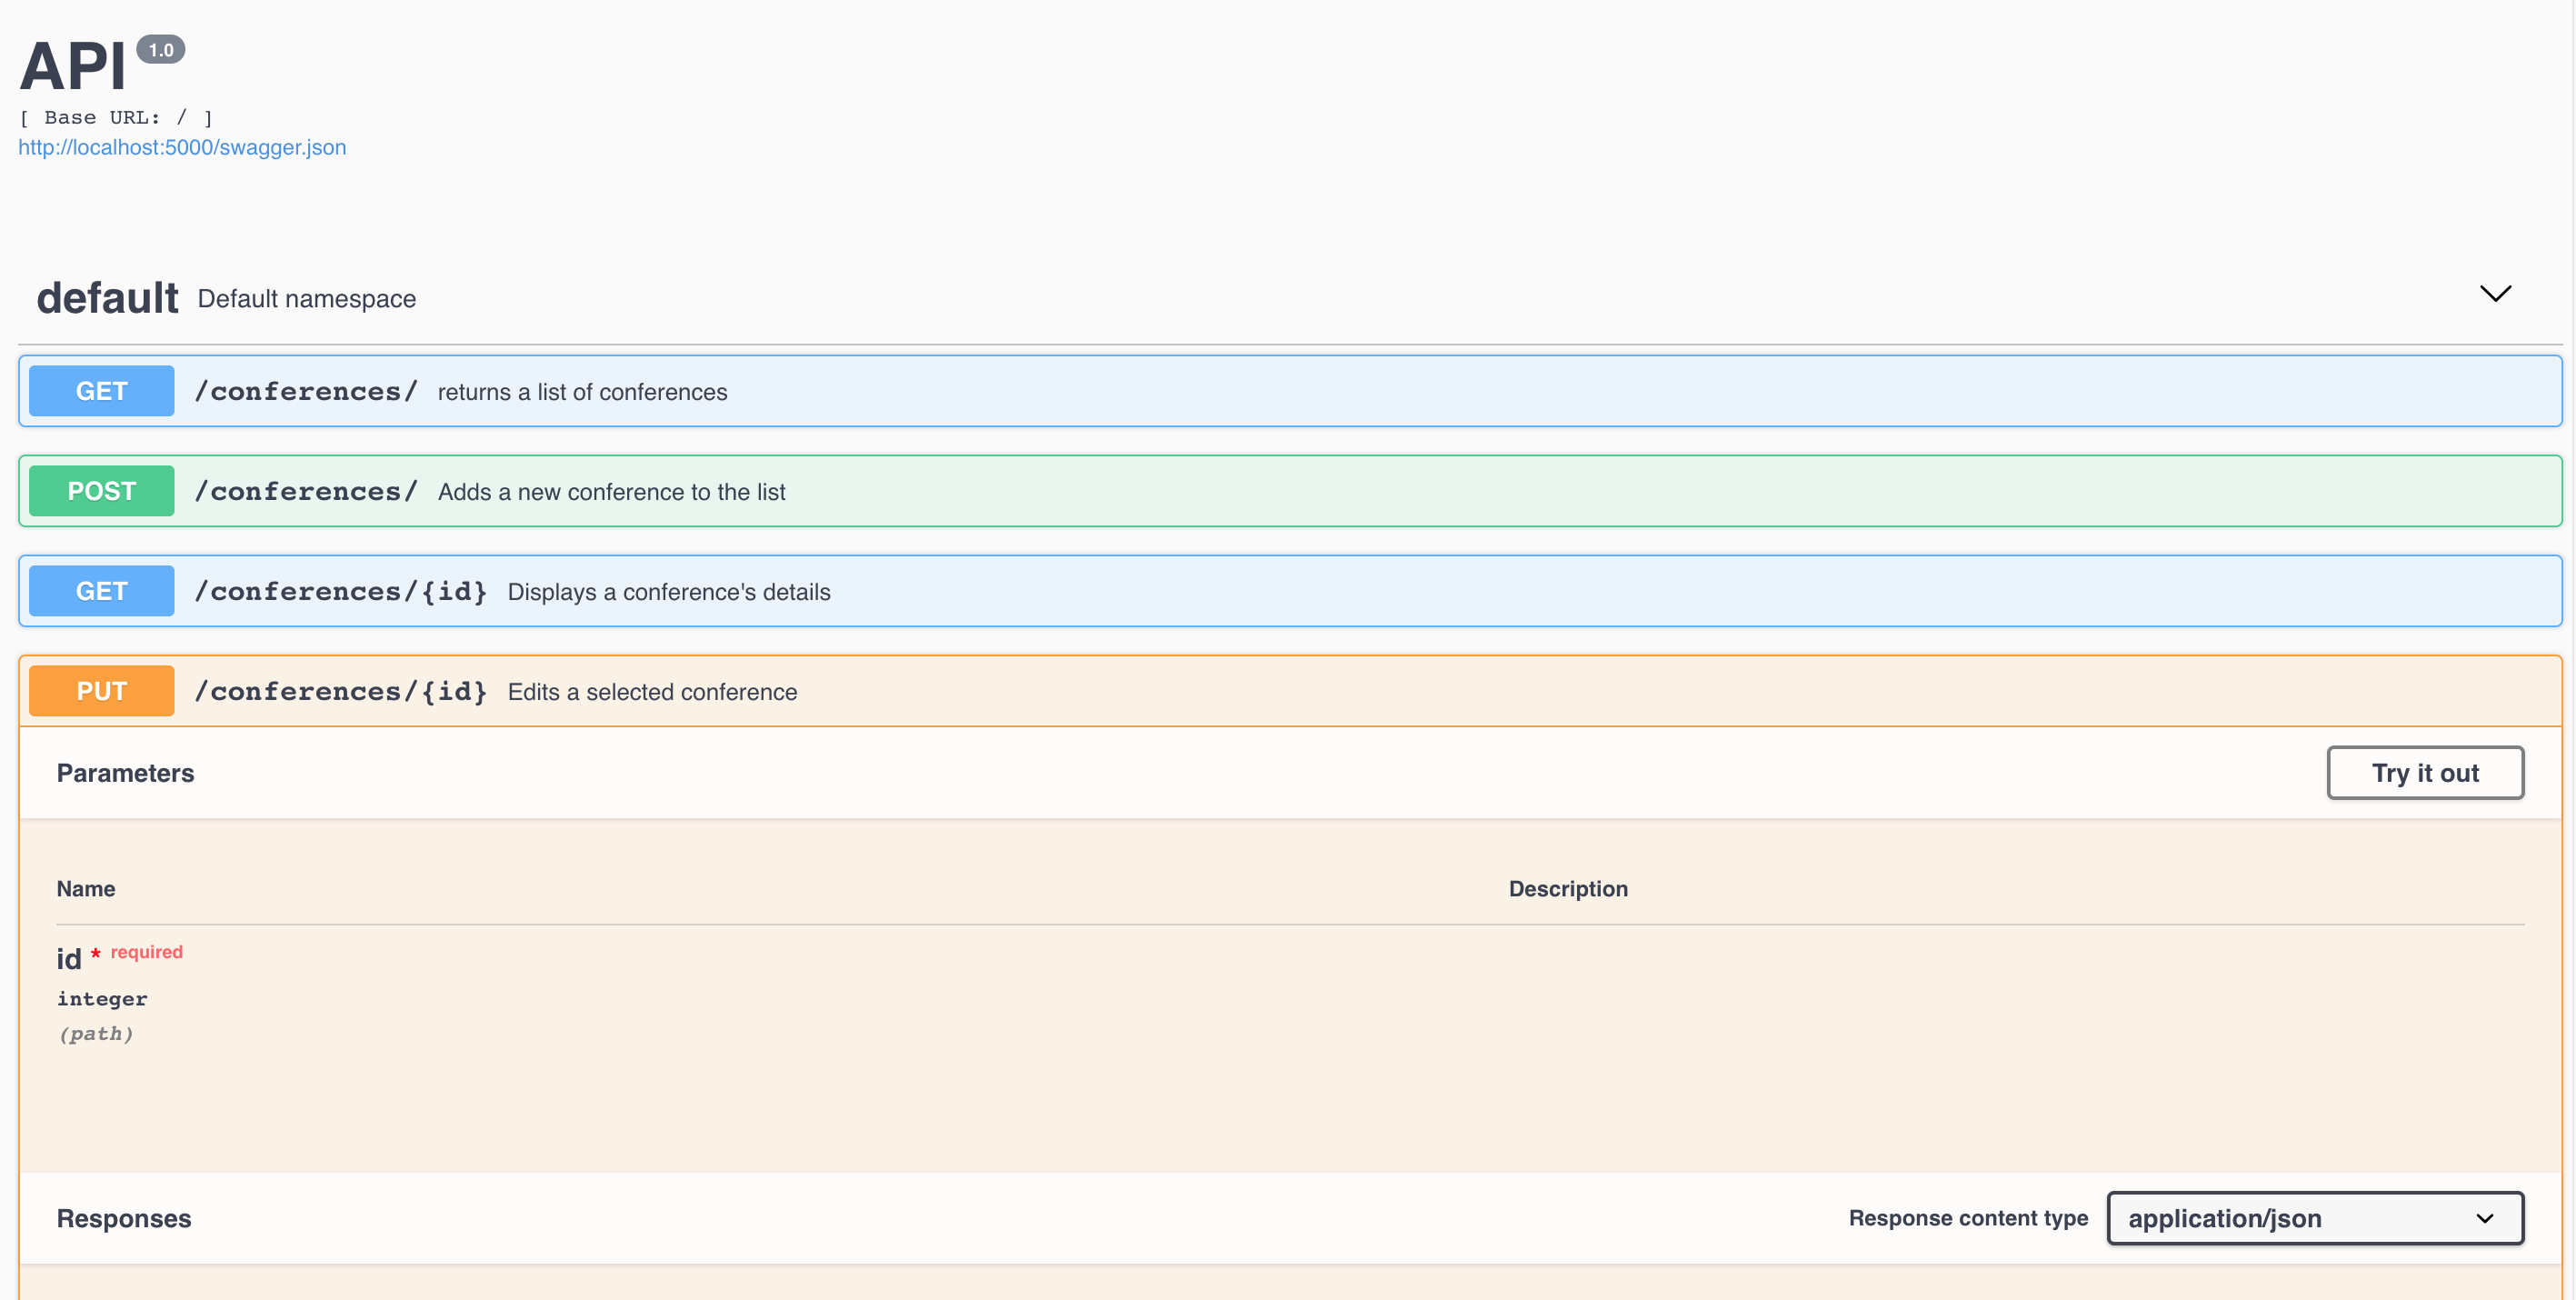 API 1.0
[ Base URL: / ]
http://localhost:5000/swagger.json
default Default namespace
GET /conferences/ returns a list of conferences
POST /conferences/ Adds a new conference to the list
GET /conferences/{id} Displays a conference's details
PUT /conferences/{id} Edits a selected conference
Parameters Try it out
Name Description
id * required
integer
(path)
Responses Response content type application/json